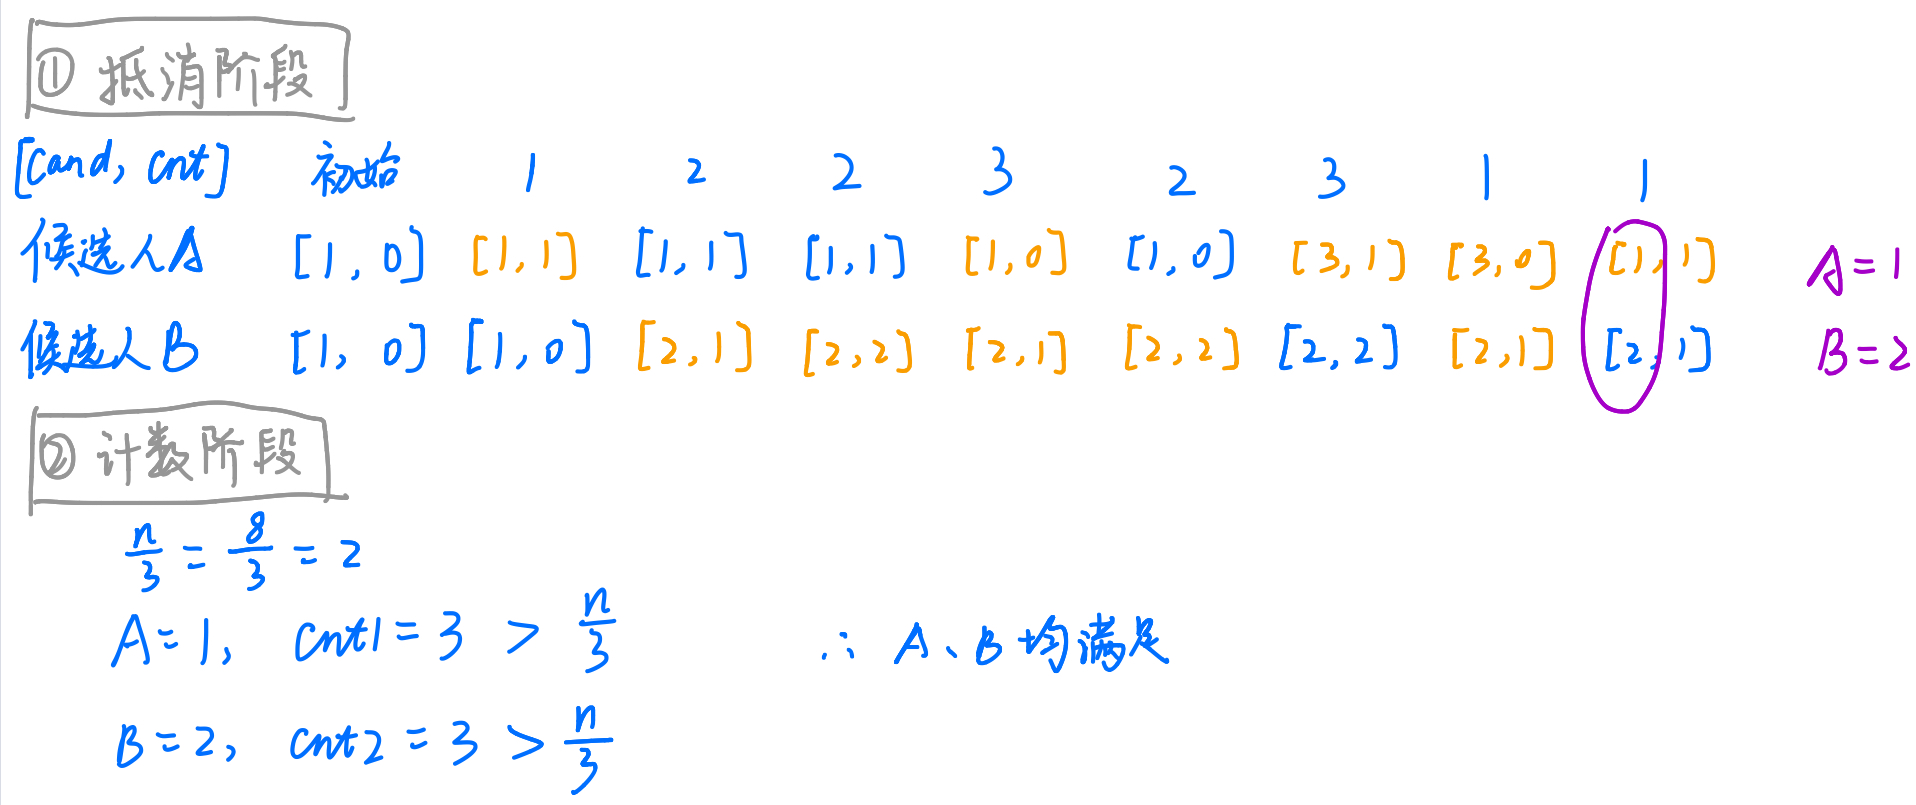 ① 抵消阶段
[cand, cnt] 初始 1 2 2 3 2 3 1 1
候选人A [1, 0] [1, 1] [1, 1] [1, 1] [1, 0] [1, 0] [3, 1] [3, 0] [1, 1] A = 1
候选人B [1, 0] [1, 0] [2, 1] [2, 2] [2, 1] [2, 2] [2, 2] [2, 1] [2, 1] B = 2
② 计数阶段
n/3 = 8/3 = 2
A = 1, cnt1 = 3 > n/3 ∴ A、B均满足
B = 2, cnt2 = 3 > n/3